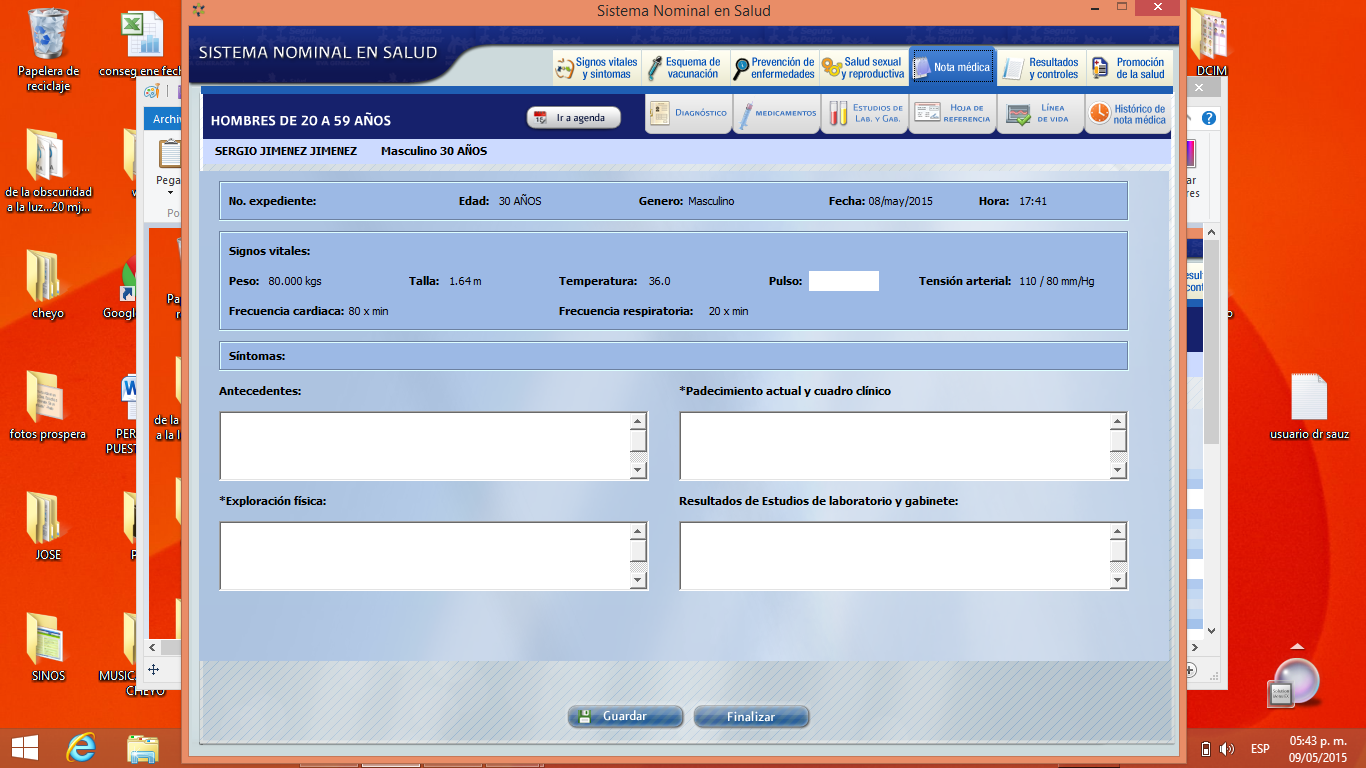 Sistema Nominal en Salud
SISTEMA NOMINAL EN SALUD
Signos vitales
y sintomas
Esquema de
vacunación
Prevención de
enfermedades
Salud sexual
y reproductiva
Nota médica
Resultados
y controles
Promoción
de la salud
HOMBRES DE 20 A 59 AÑOS
Ir a agenda
DIAGNÓSTICO
MEDICAMENTOS
ESTUDIOS DE
LAB. Y GAB.
HOJA DE
REFERENCIA
LÍNEA
DE VIDA
Histórico de
nota médica
SERGIO JIMENEZ JIMENEZ Masculino 30 AÑOS
No. expediente: Edad: 30 AÑOS Genero: Masculino Fecha: 08/may/2015 Hora: 17:41
Signos vitales:
Peso: 80.000 kgs Talla: 1.64 m Temperatura: 36.0 Pulso: Tensión arterial: 110 / 80 mm/Hg
Frecuencia cardiaca: 80 x min Frecuencia respiratoria: 20 x min
Síntomas:
Antecedentes: *Padecimiento actual y cuadro clínico
*Exploración física: Resultados de Estudios de laboratorio y gabinete:
Guardar Finalizar
Papelera de
reciclaje
conseg ene fech
de la obscuridad
a la luz...20 mj...
cheyo
Google
fotos prospera
PER
PUEST
JOSE
SINOS
MUSIC
CHEYO
Archiv
Pega
Po
de la
a la l
DCIM
usuario dr sauz
ESP
05:43 p. m.
09/05/2015